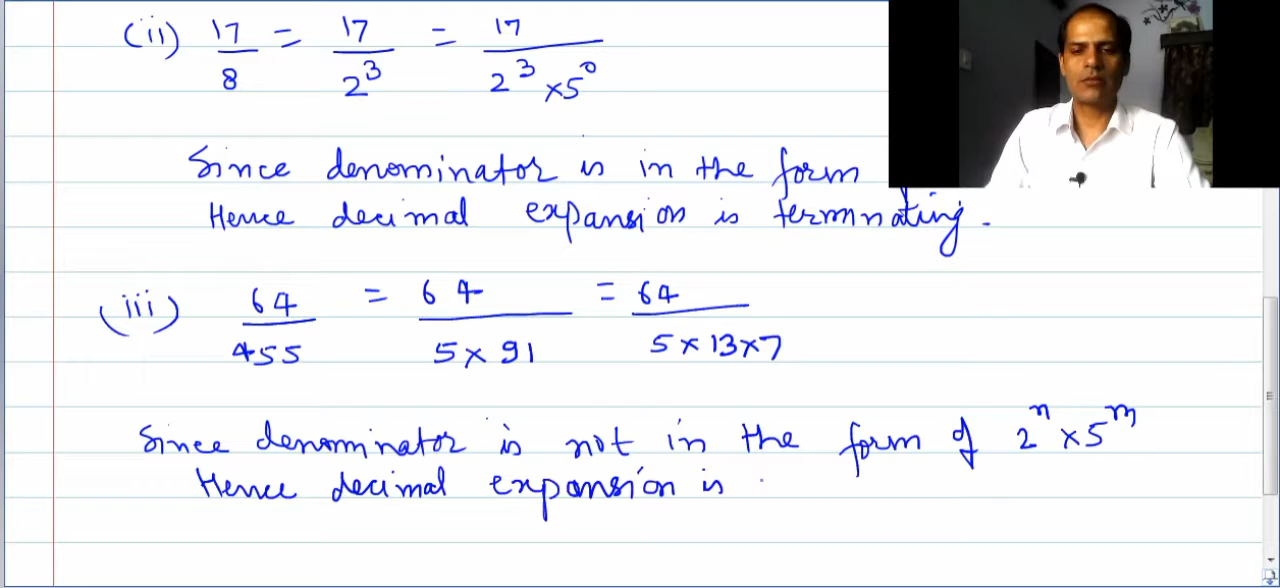 (ii) 17/8 = 17/2³ = 17/2³ × 5⁰
Since denominator is in the form
Hence decimal expansion is termnating.
(iii) 64/455 = 64/5 × 91 = 64/5 × 13 × 7
Since denominator is not in the form of 2ⁿ × 5ᵐ
Hence decimal expansion is